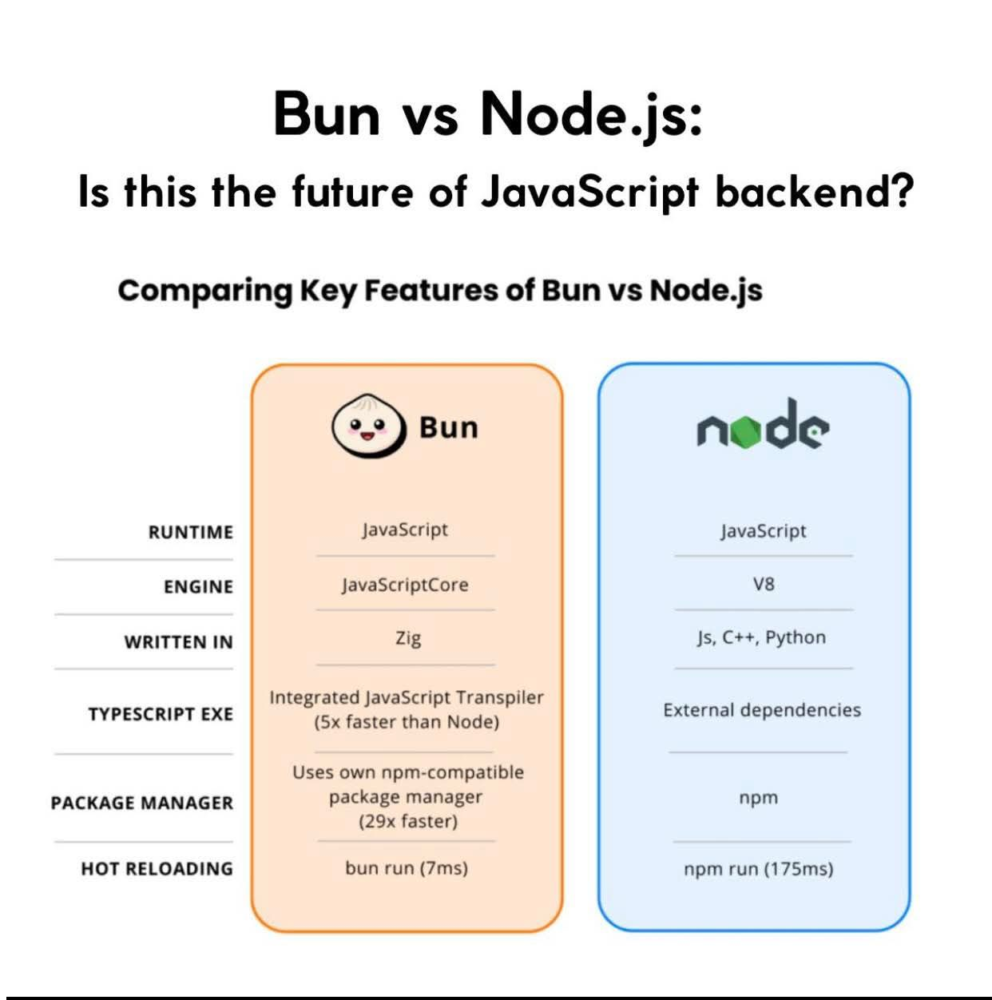 Bun vs Node.js:
Is this the future of JavaScript backend?
Comparing Key Features of Bun vs Node.js
Bun
node
RUNTIME
JavaScript
JavaScript
ENGINE
JavaScriptCore
V8
WRITTEN IN
Zig
Js, C++, Python
TYPESCRIPT EXE
Integrated JavaScript Transpiler
(5x faster than Node)
External dependencies
PACKAGE MANAGER
Uses own npm-compatible
package manager
(29x faster)
npm
HOT RELOADING
bun run (7ms)
npm run (175ms)